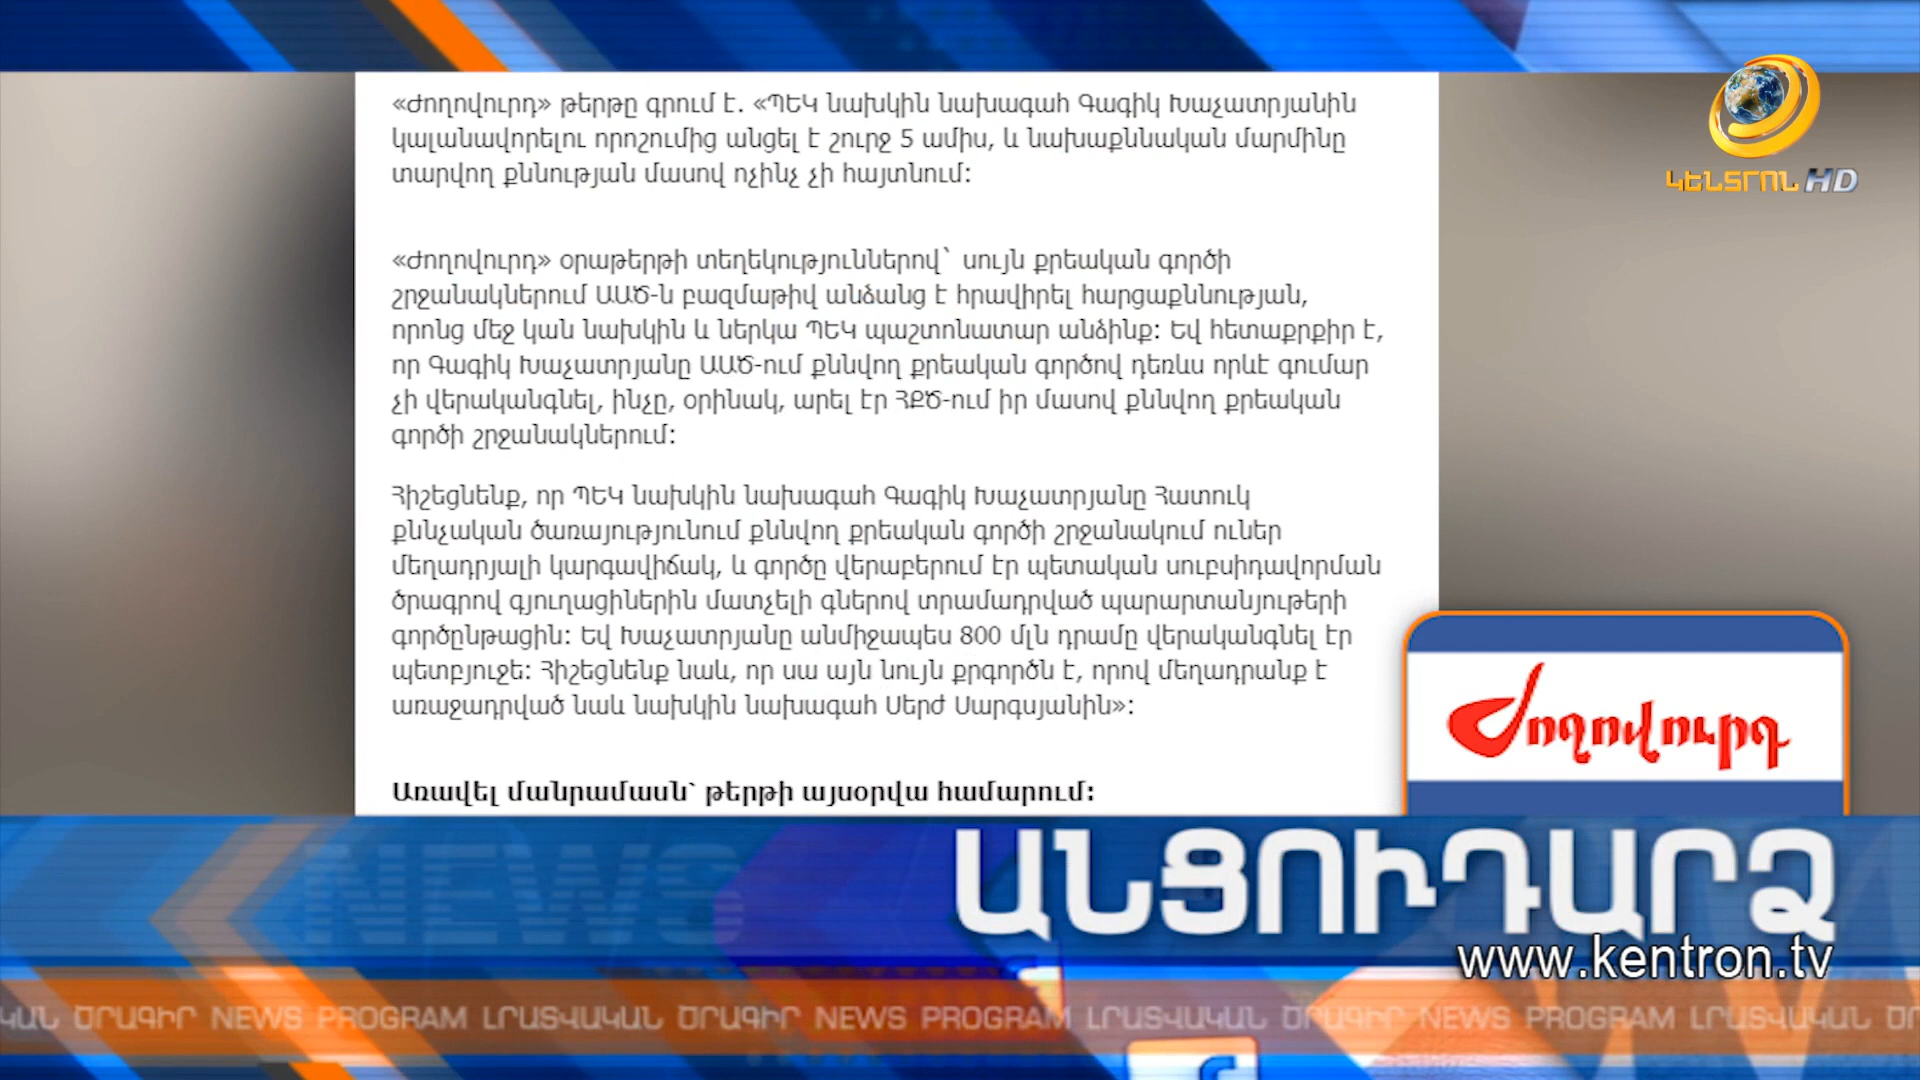 «Ժողովուրդ» թերթը գրում է. «ՊԵԿ նախկին նախագահ Գագիկ Խաչատրյանին
կալանավորելու որոշումից անցել է շուրջ 5 ամիս, և նախաքննական մարմինը
տարվող քննության մասով ոչինչ չի հայտնում:
«Ժողովուրդ» օրաթերթի տեղեկություններով` սույն քրեական գործի
շրջանակներում ԱԱԾ-ն բազմաթիվ անձանց է հրավիրել հարցաքննության,
որոնց մեջ կան նախկին և ներկա ՊԵԿ պաշտոնատար անձինք: Եվ հետաքրքիր է,
որ Գագիկ Խաչատրյանը ԱԱԾ-ում քննվող քրեական գործով դեռևս որևէ գումար
չի վերականգնել, ինչը, օրինակ, արել էր ՀՔԾ-ում իր մասով քննվող քրեական
գործի շրջանակներում:
Հիշեցնենք, որ ՊԵԿ նախկին նախագահ Գագիկ Խաչատրյանը Հատուկ
քննչական ծառայությունում քննվող քրեական գործի շրջանակում ուներ
մեղադրյալի կարգավիճակ, և գործը վերաբերում էր պետական սուբսիդավորման
ծրագրով գյուղացիներին մատչելի գներով տրամադրված պարարտանյութերի
գործընթացին: Եվ Խաչատրյանը անմիջապես 800 մլն դրամը վերականգնել էր
պետբյուջե: Հիշեցնենք նաև, որ սա այն նույն քրգործն է, որով մեղադրանք է
առաջադրված նաև նախկին նախագահ Սերժ Սարգսյանին»:
Առավել մանրամասն` թերթի այսօրվա համարում:
ԿԵՆՏՐՈՆ HD
Ժողովուրդ
NEWS
ԱՆՑՈՒԴԱՐՁ
www.kentron.tv
ԿԱՆ ԾՐԱԳԻՐ NEWS PROGRAM ԼՐԱՏՎԱԿԱՆ ԾՐԱԳԻՐ NEWS PROGRAM ԼՐԱՏՎԱԿԱՆ ԾՐԱԳԻՐ NEWS PROGRAM ԼՐԱՏՎԱԿԱՆ ԾՐ